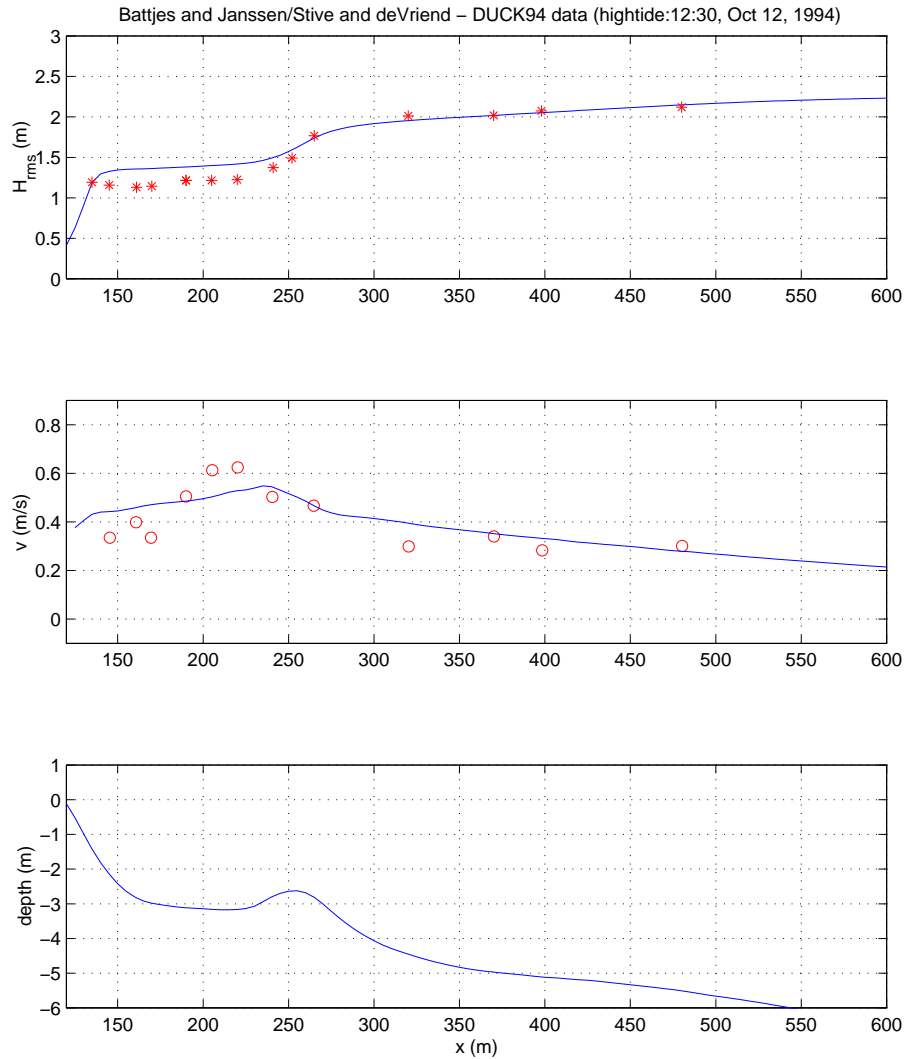 Battjes and Janssen/Stive and deVriend − DUCK94 data (hightide:12:30, Oct 12, 1994)
3
2.5
2
1.5
1
0.5
0
H_rms (m)
150 200 250 300 350 400 450 500 550 600
0.8
0.6
0.4
0.2
0
v (m/s)
150 200 250 300 350 400 450 500 550 600
1
0
−1
−2
−3
−4
−5
−6
depth (m)
150 200 250 300 350 400 450 500 550 600
x (m)